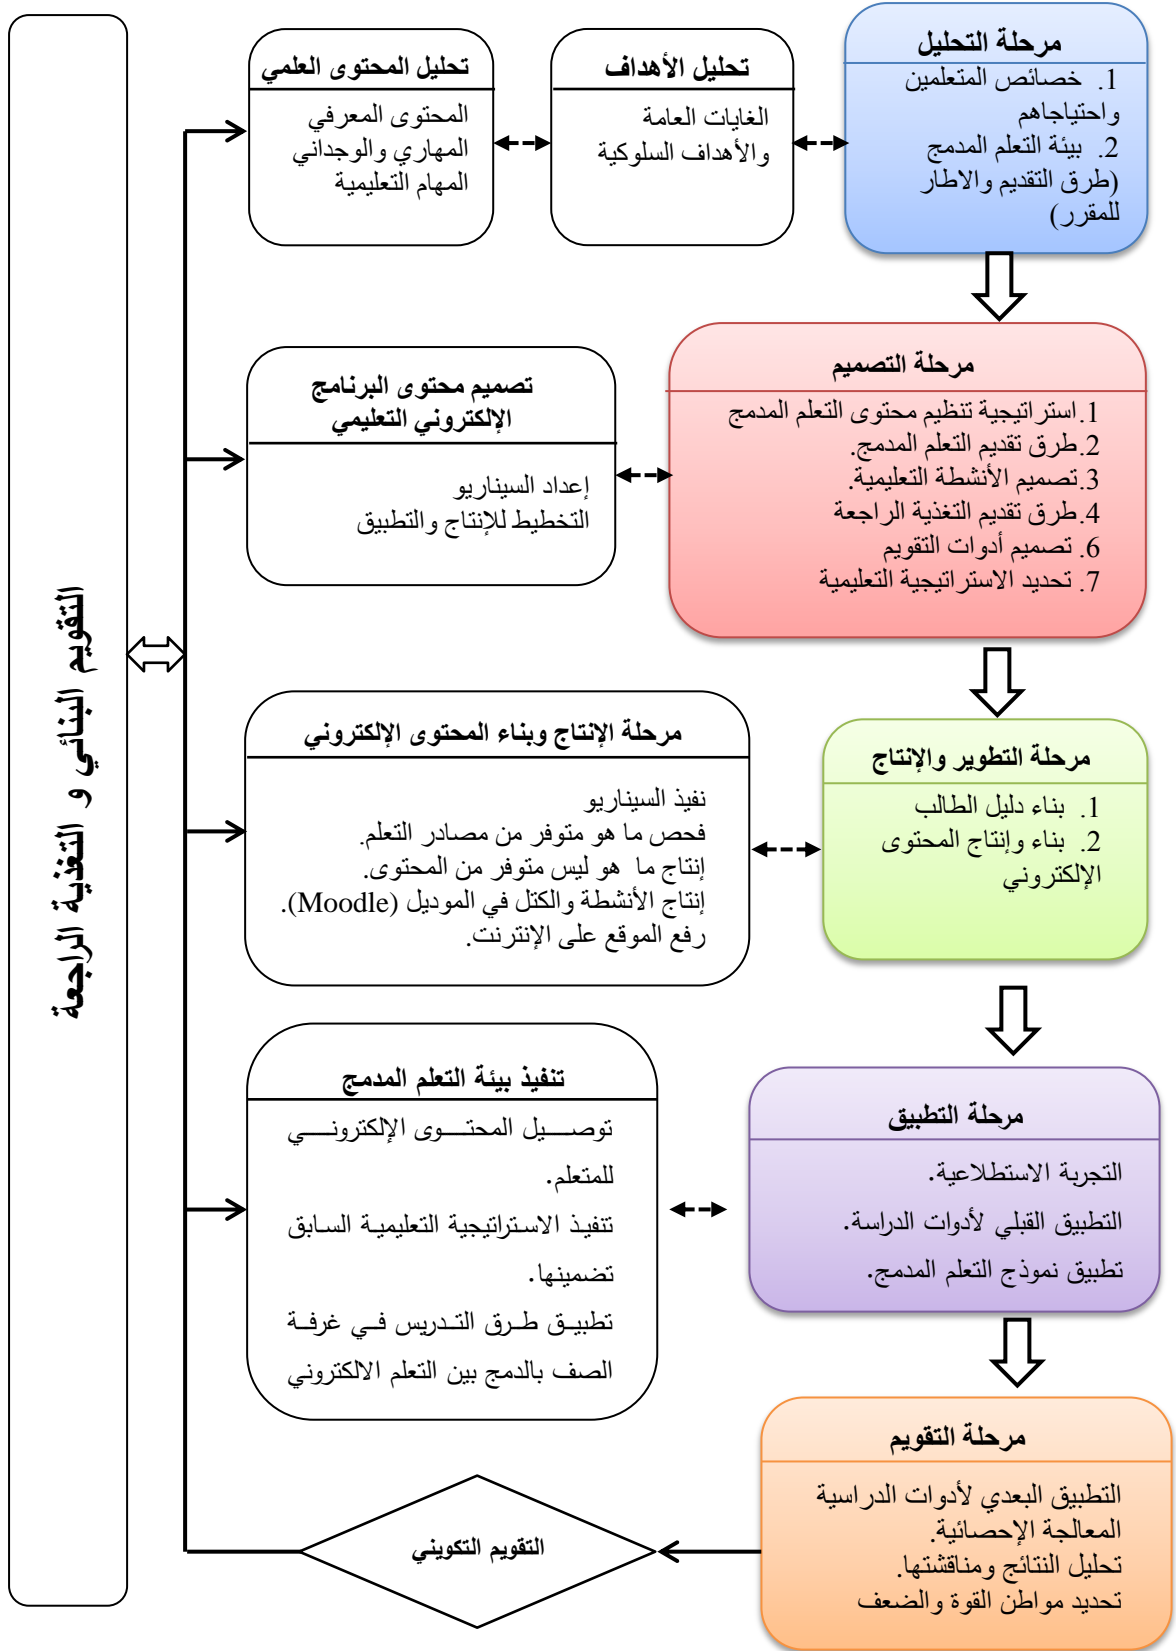 مرحلة التحليل
1. خصائص المتعلمين
واحتياجاهم
2. بيئة التعلم المدمج
(طرق التقديم والاطار
للمقرر)
تحليل الأهداف
الغايات العامة
والأهداف السلوكية
تحليل المحتوى العلمي
المحتوى المعرفي
المهاري والوجداني
المهام التعليمية
مرحلة التصميم
1.استراتيجية تنظيم محتوى التعلم المدمج
2.طرق تقديم التعلم المدمج.
3.تصميم الأنشطة التعليمية.
4.طرق تقديم التغذية الراجعة
6. تصميم أدوات التقويم
7. تحديد الاستراتيجية التعليمية
تصميم محتوى البرنامج
الإلكتروني التعليمي
إعداد السيناريو
التخطيط للإنتاج والتطبيق
مرحلة التطوير والإنتاج
1. بناء دليل الطالب
2. بناء وإنتاج المحتوى
الإلكتروني
مرحلة الإنتاج وبناء المحتوى الإلكتروني
نفيذ السيناريو
فحص ما هو متوفر من مصادر التعلم.
إنتاج ما هو ليس متوفر من المحتوى.
إنتاج الأنشطة والكتل في الموديل (Moodle).
رفع الموقع على الإنترنت.
مرحلة التطبيق
التجربة الاستطلاعية.
التطبيق القبلي لأدوات الدراسة.
تطبيق نموذج التعلم المدمج.
تنفيذ بيئة التعلم المدمج
توصيل المحتوى الإلكتروني
للمتعلم.
تنفيذ الاستراتيجية التعليمية السابق
تضمينها.
تطبيق طرق التدريس في غرفة
الصف بالدمج بين التعلم الالكتروني
مرحلة التقويم
التطبيق البعدي لأدوات الدراسية
المعالجة الإحصائية.
تحليل النتائج ومناقشتها.
تحديد مواطن القوة والضعف
التقويم التكويني
التقويم البنائي و التغذية الراجعة